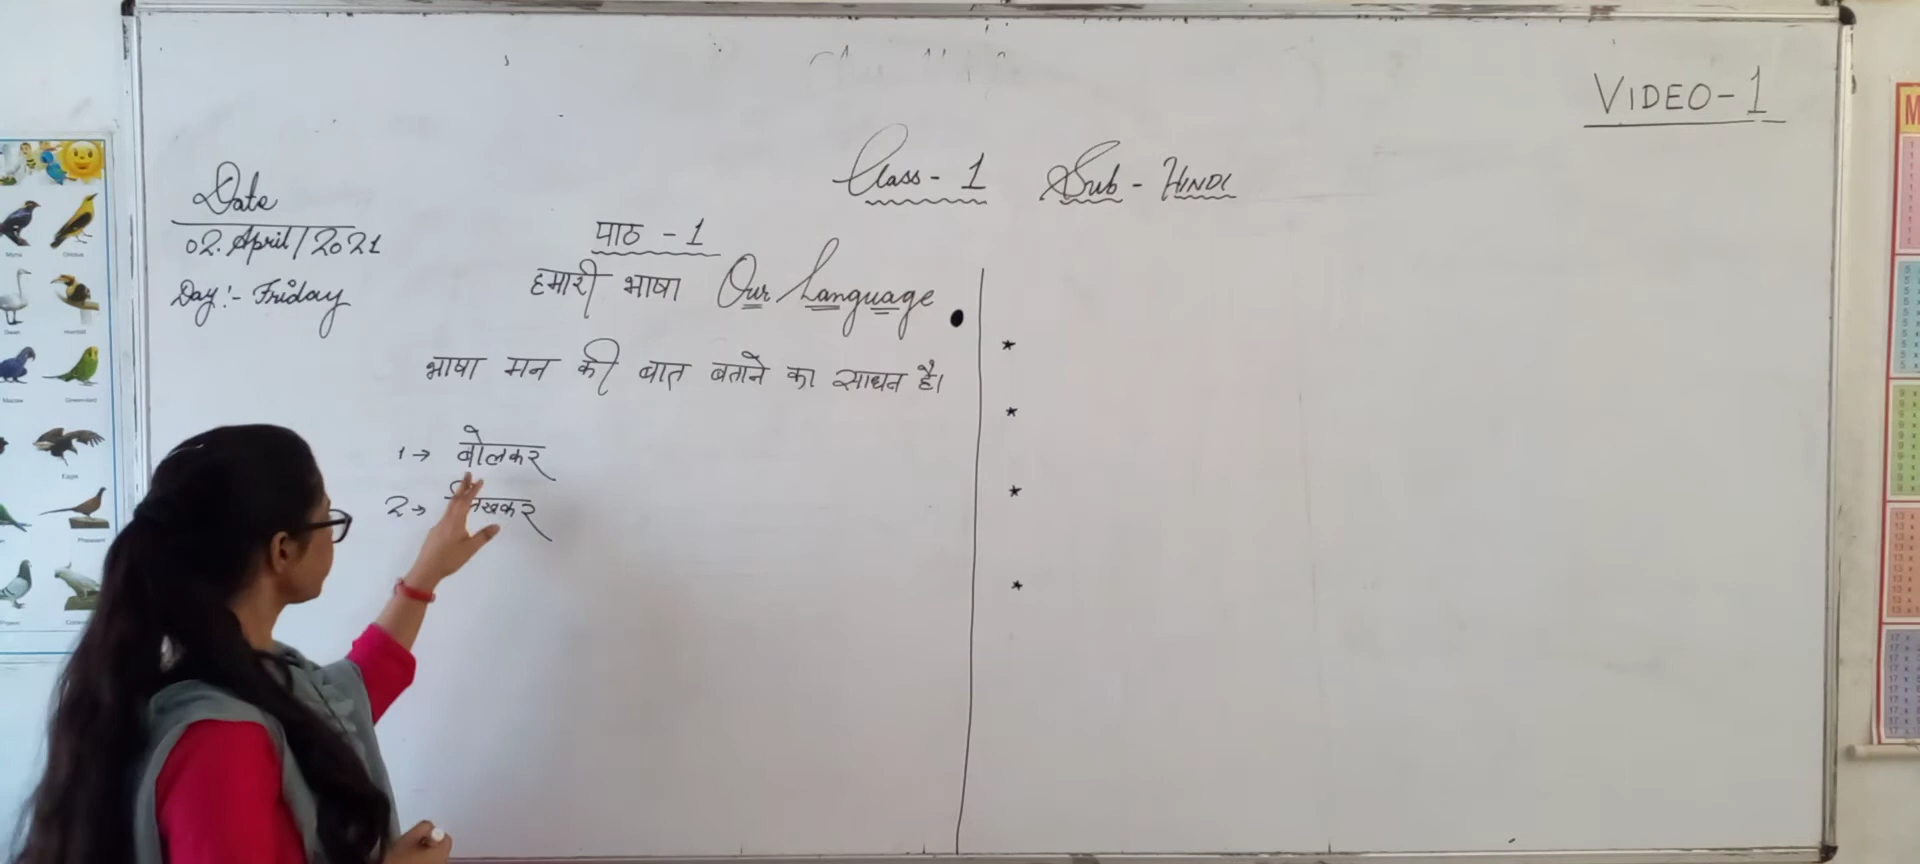 VIDEO-1
Class - 1 Sub - HINDI
Date
02. April/2021
Day:- Friday
पाठ - 1
हमारी भाषा Our Language
भाषा मन की बात बताने का साधन है।
1→ बोलकर
2→ लिखकर